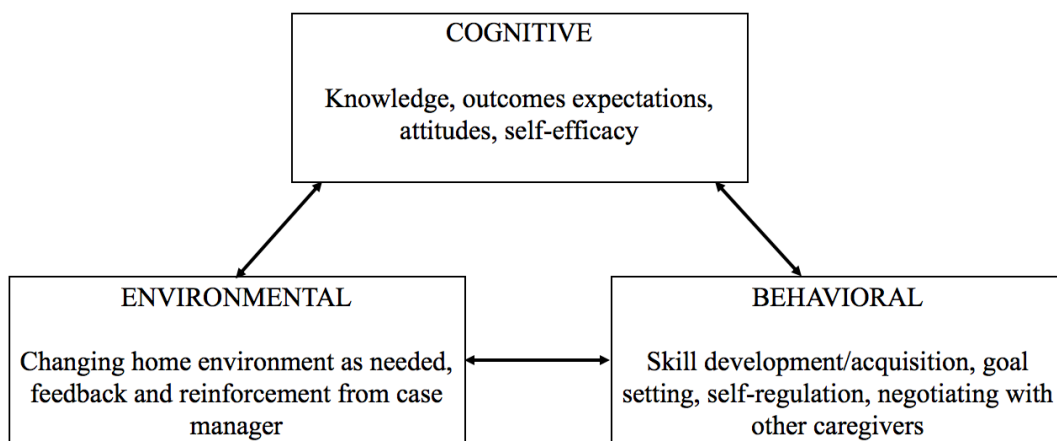 COGNITIVE
Knowledge, outcomes expectations,
attitudes, self-efficacy
ENVIRONMENTAL
Changing home environment as needed,
feedback and reinforcement from case
manager
BEHAVIORAL
Skill development/acquisition, goal
setting, self-regulation, negotiating with
other caregivers